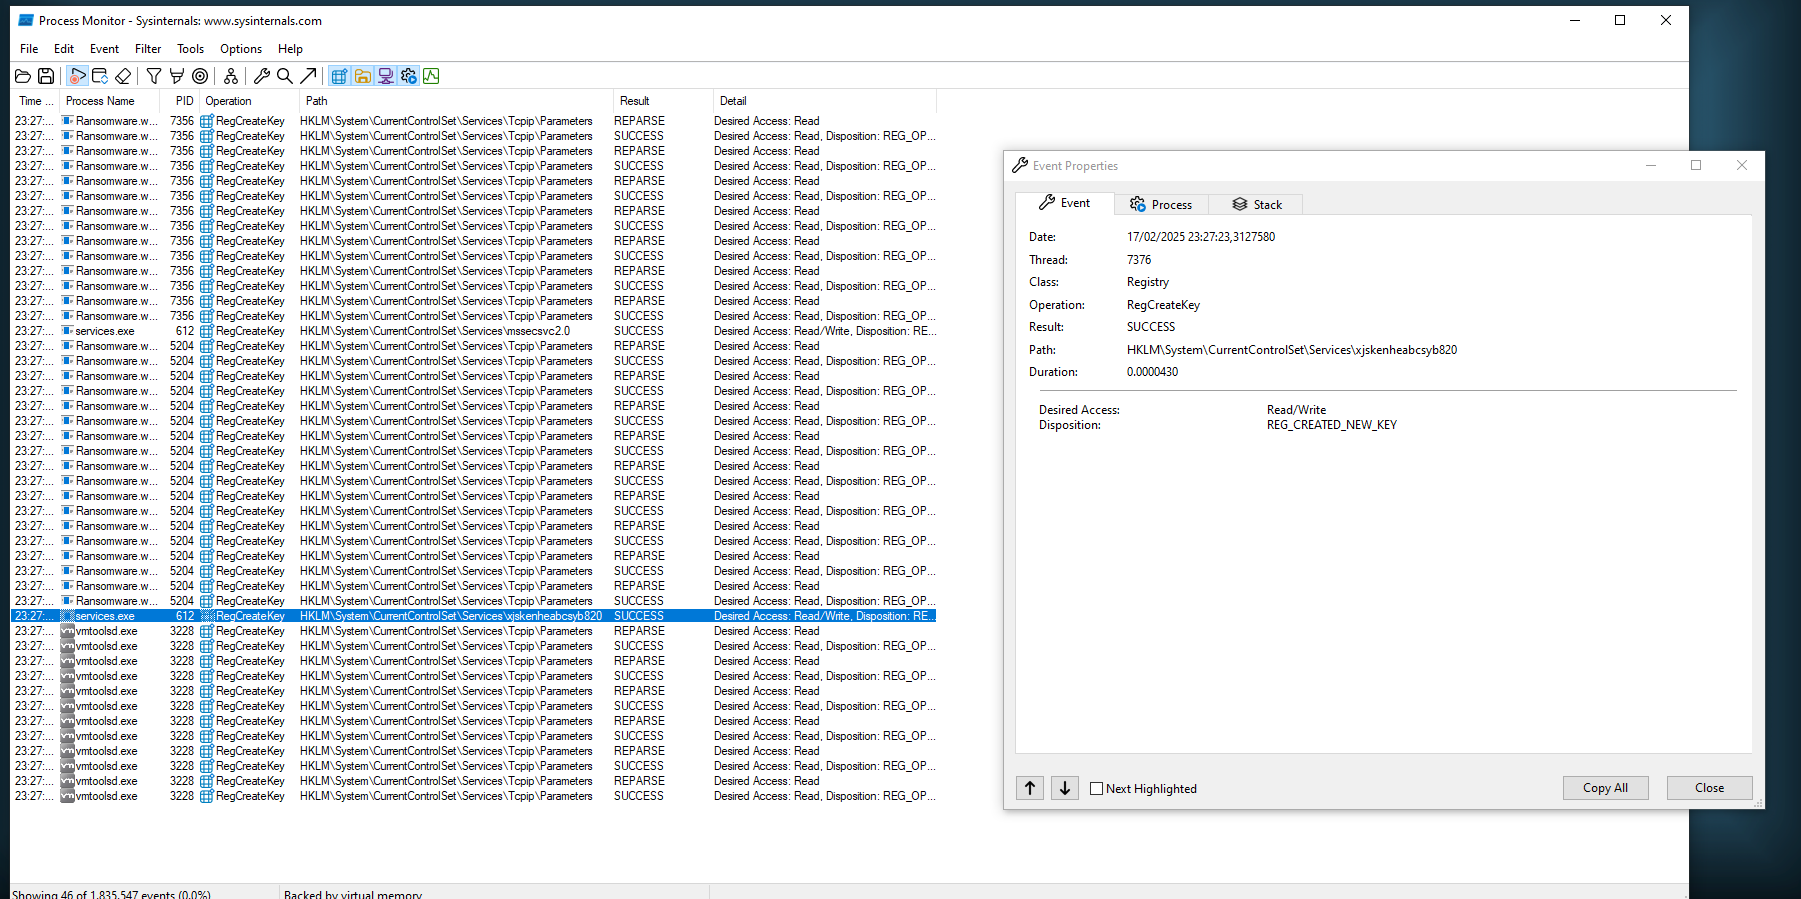 Process Monitor - Sysinternals: www.sysinternals.com
File Edit Event Filter Tools Options Help
Time ... Process Name PID Operation Path Result Detail
23:27:... Ransomware.w... 7356 RegCreateKey HKLM\System\CurrentControlSet\Services\Tcpip\Parameters REPARSE Desired Access: Read
23:27:... Ransomware.w... 7356 RegCreateKey HKLM\System\CurrentControlSet\Services\Tcpip\Parameters SUCCESS Desired Access: Read, Disposition: REG_OP...
23:27:... Ransomware.w... 7356 RegCreateKey HKLM\System\CurrentControlSet\Services\Tcpip\Parameters REPARSE Desired Access: Read
23:27:... Ransomware.w... 7356 RegCreateKey HKLM\System\CurrentControlSet\Services\Tcpip\Parameters SUCCESS Desired Access: Read, Disposition: REG_OP...
23:27:... Ransomware.w... 7356 RegCreateKey HKLM\System\CurrentControlSet\Services\Tcpip\Parameters REPARSE Desired Access: Read
23:27:... Ransomware.w... 7356 RegCreateKey HKLM\System\CurrentControlSet\Services\Tcpip\Parameters SUCCESS Desired Access: Read, Disposition: REG_OP...
23:27:... Ransomware.w... 7356 RegCreateKey HKLM\System\CurrentControlSet\Services\Tcpip\Parameters REPARSE Desired Access: Read
23:27:... Ransomware.w... 7356 RegCreateKey HKLM\System\CurrentControlSet\Services\Tcpip\Parameters SUCCESS Desired Access: Read, Disposition: REG_OP...
23:27:... Ransomware.w... 7356 RegCreateKey HKLM\System\CurrentControlSet\Services\Tcpip\Parameters REPARSE Desired Access: Read
23:27:... Ransomware.w... 7356 RegCreateKey HKLM\System\CurrentControlSet\Services\Tcpip\Parameters SUCCESS Desired Access: Read, Disposition: REG_OP...
23:27:... Ransomware.w... 7356 RegCreateKey HKLM\System\CurrentControlSet\Services\Tcpip\Parameters REPARSE Desired Access: Read
23:27:... Ransomware.w... 7356 RegCreateKey HKLM\System\CurrentControlSet\Services\Tcpip\Parameters SUCCESS Desired Access: Read, Disposition: REG_OP...
23:27:... Ransomware.w... 7356 RegCreateKey HKLM\System\CurrentControlSet\Services\Tcpip\Parameters REPARSE Desired Access: Read
23:27:... Ransomware.w... 7356 RegCreateKey HKLM\System\CurrentControlSet\Services\Tcpip\Parameters SUCCESS Desired Access: Read, Disposition: REG_OP...
23:27:... services.exe 612 RegCreateKey HKLM\System\CurrentControlSet\Services\mssecsvc2.0 SUCCESS Desired Access: Read/Write, Disposition: RE...
23:27:... Ransomware.w... 5204 RegCreateKey HKLM\System\CurrentControlSet\Services\Tcpip\Parameters REPARSE Desired Access: Read
23:27:... Ransomware.w... 5204 RegCreateKey HKLM\System\CurrentControlSet\Services\Tcpip\Parameters SUCCESS Desired Access: Read, Disposition: REG_OP...
23:27:... Ransomware.w... 5204 RegCreateKey HKLM\System\CurrentControlSet\Services\Tcpip\Parameters REPARSE Desired Access: Read
23:27:... Ransomware.w... 5204 RegCreateKey HKLM\System\CurrentControlSet\Services\Tcpip\Parameters SUCCESS Desired Access: Read, Disposition: REG_OP...
23:27:... Ransomware.w... 5204 RegCreateKey HKLM\System\CurrentControlSet\Services\Tcpip\Parameters REPARSE Desired Access: Read
23:27:... Ransomware.w... 5204 RegCreateKey HKLM\System\CurrentControlSet\Services\Tcpip\Parameters SUCCESS Desired Access: Read, Disposition: REG_OP...
23:27:... Ransomware.w... 5204 RegCreateKey HKLM\System\CurrentControlSet\Services\Tcpip\Parameters REPARSE Desired Access: Read
23:27:... Ransomware.w... 5204 RegCreateKey HKLM\System\CurrentControlSet\Services\Tcpip\Parameters SUCCESS Desired Access: Read, Disposition: REG_OP...
23:27:... Ransomware.w... 5204 RegCreateKey HKLM\System\CurrentControlSet\Services\Tcpip\Parameters REPARSE Desired Access: Read
23:27:... Ransomware.w... 5204 RegCreateKey HKLM\System\CurrentControlSet\Services\Tcpip\Parameters SUCCESS Desired Access: Read, Disposition: REG_OP...
23:27:... Ransomware.w... 5204 RegCreateKey HKLM\System\CurrentControlSet\Services\Tcpip\Parameters REPARSE Desired Access: Read
23:27:... Ransomware.w... 5204 RegCreateKey HKLM\System\CurrentControlSet\Services\Tcpip\Parameters SUCCESS Desired Access: Read, Disposition: REG_OP...
23:27:... Ransomware.w... 5204 RegCreateKey HKLM\System\CurrentControlSet\Services\Tcpip\Parameters REPARSE Desired Access: Read
23:27:... Ransomware.w... 5204 RegCreateKey HKLM\System\CurrentControlSet\Services\Tcpip\Parameters SUCCESS Desired Access: Read, Disposition: REG_OP...
23:27:... Ransomware.w... 5204 RegCreateKey HKLM\System\CurrentControlSet\Services\Tcpip\Parameters REPARSE Desired Access: Read
23:27:... Ransomware.w... 5204 RegCreateKey HKLM\System\CurrentControlSet\Services\Tcpip\Parameters SUCCESS Desired Access: Read, Disposition: REG_OP...
23:27:... Ransomware.w... 5204 RegCreateKey HKLM\System\CurrentControlSet\Services\Tcpip\Parameters REPARSE Desired Access: Read
23:27:... Ransomware.w... 5204 RegCreateKey HKLM\System\CurrentControlSet\Services\Tcpip\Parameters SUCCESS Desired Access: Read, Disposition: REG_OP...
23:27:... services.exe 612 RegCreateKey HKLM\System\CurrentControlSet\Services\xjskenheabcsyb820 SUCCESS Desired Access: Read/Write, Disposition: RE...
23:27:... vmtoolsd.exe 3228 RegCreateKey HKLM\System\CurrentControlSet\Services\Tcpip\Parameters REPARSE Desired Access: Read
23:27:... vmtoolsd.exe 3228 RegCreateKey HKLM\System\CurrentControlSet\Services\Tcpip\Parameters SUCCESS Desired Access: Read, Disposition: REG_OP...
23:27:... vmtoolsd.exe 3228 RegCreateKey HKLM\System\CurrentControlSet\Services\Tcpip\Parameters REPARSE Desired Access: Read
23:27:... vmtoolsd.exe 3228 RegCreateKey HKLM\System\CurrentControlSet\Services\Tcpip\Parameters SUCCESS Desired Access: Read, Disposition: REG_OP...
23:27:... vmtoolsd.exe 3228 RegCreateKey HKLM\System\CurrentControlSet\Services\Tcpip\Parameters REPARSE Desired Access: Read
23:27:... vmtoolsd.exe 3228 RegCreateKey HKLM\System\CurrentControlSet\Services\Tcpip\Parameters SUCCESS Desired Access: Read, Disposition: REG_OP...
23:27:... vmtoolsd.exe 3228 RegCreateKey HKLM\System\CurrentControlSet\Services\Tcpip\Parameters REPARSE Desired Access: Read
23:27:... vmtoolsd.exe 3228 RegCreateKey HKLM\System\CurrentControlSet\Services\Tcpip\Parameters SUCCESS Desired Access: Read, Disposition: REG_OP...
23:27:... vmtoolsd.exe 3228 RegCreateKey HKLM\System\CurrentControlSet\Services\Tcpip\Parameters REPARSE Desired Access: Read
23:27:... vmtoolsd.exe 3228 RegCreateKey HKLM\System\CurrentControlSet\Services\Tcpip\Parameters SUCCESS Desired Access: Read, Disposition: REG_OP...
23:27:... vmtoolsd.exe 3228 RegCreateKey HKLM\System\CurrentControlSet\Services\Tcpip\Parameters REPARSE Desired Access: Read
23:27:... vmtoolsd.exe 3228 RegCreateKey HKLM\System\CurrentControlSet\Services\Tcpip\Parameters SUCCESS Desired Access: Read, Disposition: REG_OP...
Showing 46 of 1.835.547 events (0.0%) Backed by virtual memory
Event Properties
Event Process Stack
Date: 17/02/2025 23:27:23,3127580
Thread: 7376
Class: Registry
Operation: RegCreateKey
Result: SUCCESS
Path: HKLM\System\CurrentControlSet\Services\xjskenheabcsyb820
Duration: 0.0000430
Desired Access: Read/Write
Disposition: REG_CREATED_NEW_KEY
Next Highlighted Copy All Close